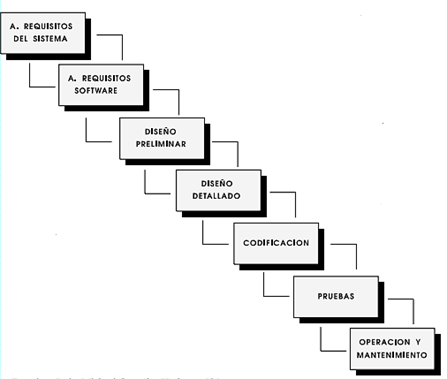 A. REQUISITOS
DEL SISTEMA
A. REQUISITOS
SOFTWARE
DISEÑO
PRELIMINAR
DISEÑO
DETALLADO
CODIFICACION
PRUEBAS
OPERACION Y
MANTENIMIENTO